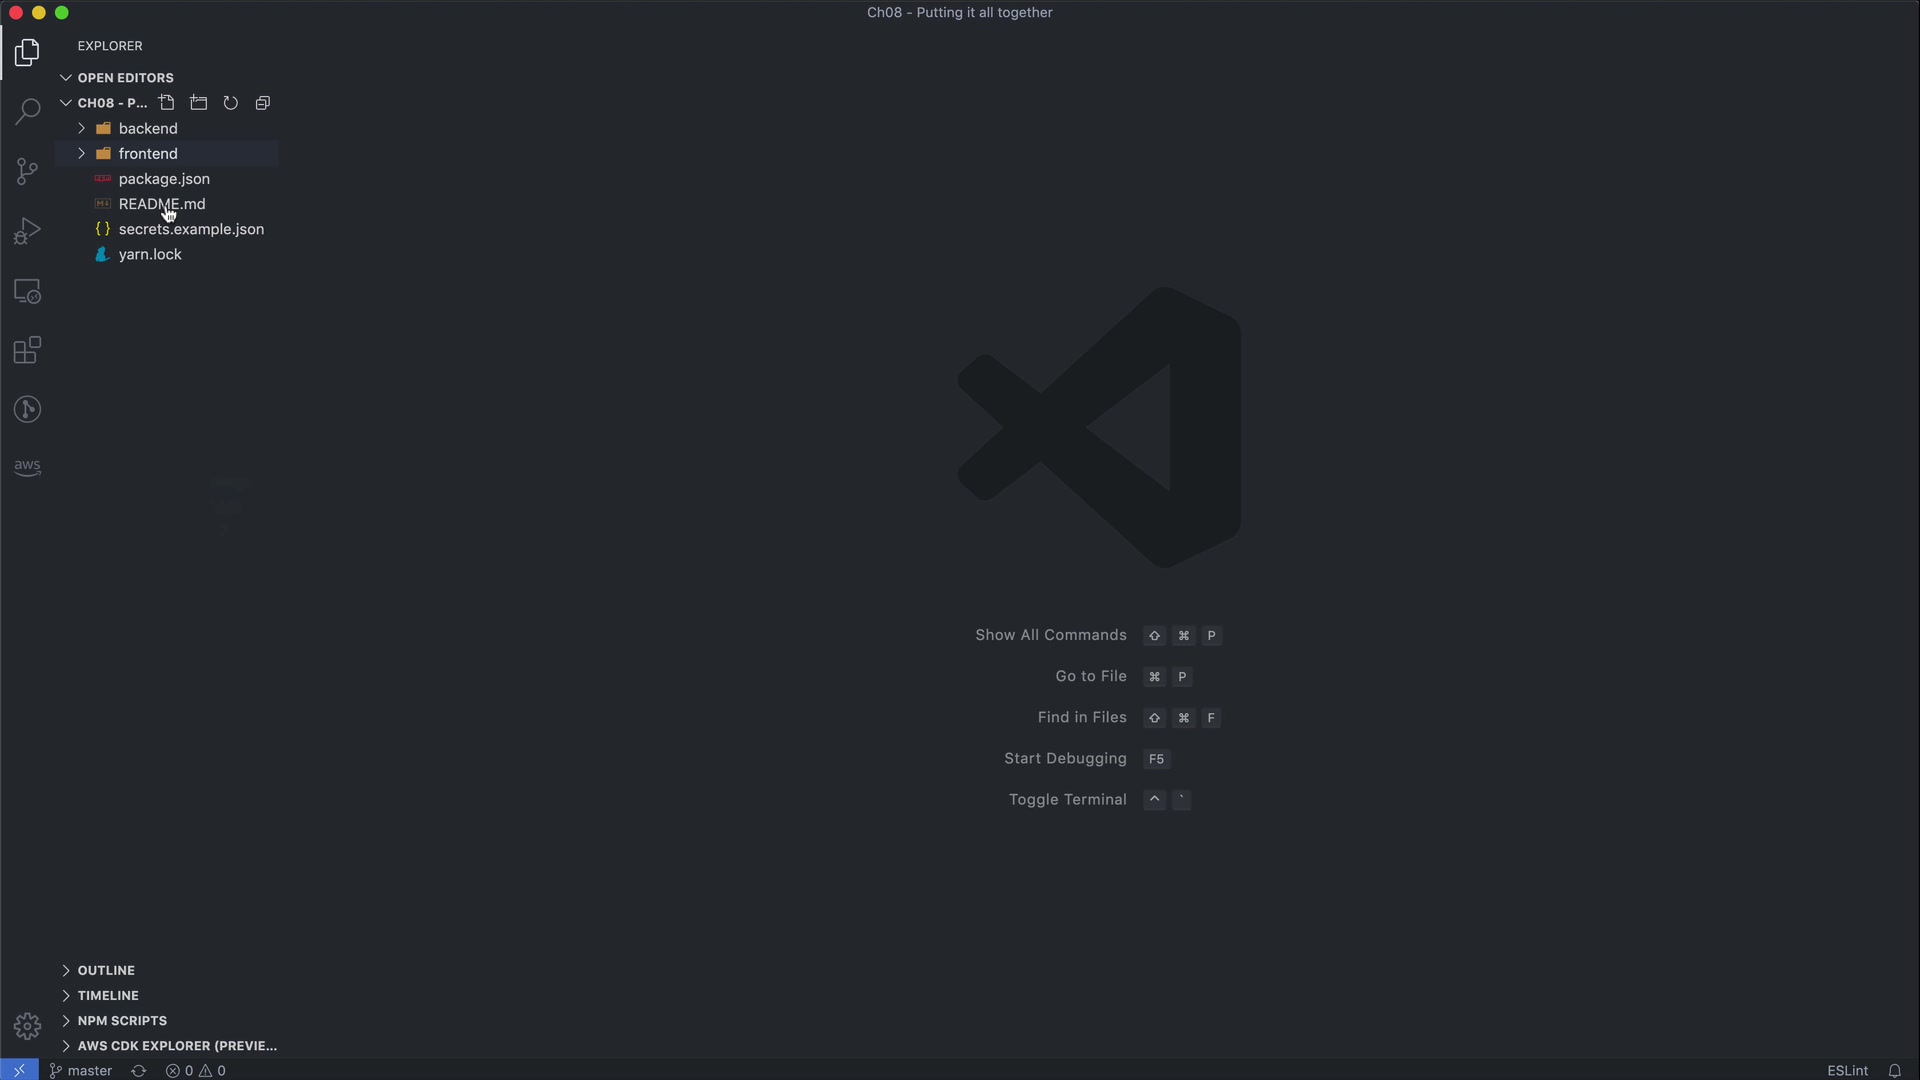 Ch08 - Putting it all together
EXPLORER
OPEN EDITORS
CH08 - P...
backend
frontend
package.json
README.md
secrets.example.json
yarn.lock
aws
Show All Commands ⇧ ⌘ P
Go to File ⌘ P
Find in Files ⇧ ⌘ F
Start Debugging F5
Toggle Terminal ^ `
OUTLINE
TIMELINE
NPM SCRIPTS
AWS CDK EXPLORER (PREVIE...
master 0 0 ESLint